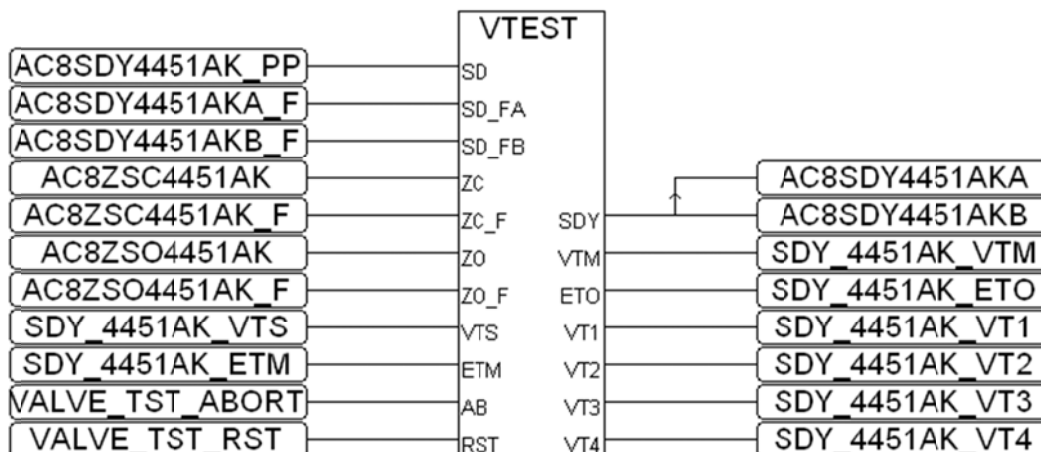 VTEST
AC8SDY4451AK_PP SD
AC8SDY4451AKA_F SD_FA
AC8SDY4451AKB_F SD_FB
AC8ZSC4451AK ZC AC8SDY4451AKA
AC8ZSC4451AK_F ZC_F SDY AC8SDY4451AKB
AC8ZSO4451AK ZO VTM SDY_4451AK_VTM
AC8ZSO4451AK_F ZO_F ETO SDY_4451AK_ETO
SDY_4451AK_VTS VTS VT1 SDY_4451AK_VT1
SDY_4451AK_ETM ETM VT2 SDY_4451AK_VT2
VALVE_TST_ABORT AB VT3 SDY_4451AK_VT3
VALVE_TST_RST RST VT4 SDY_4451AK_VT4